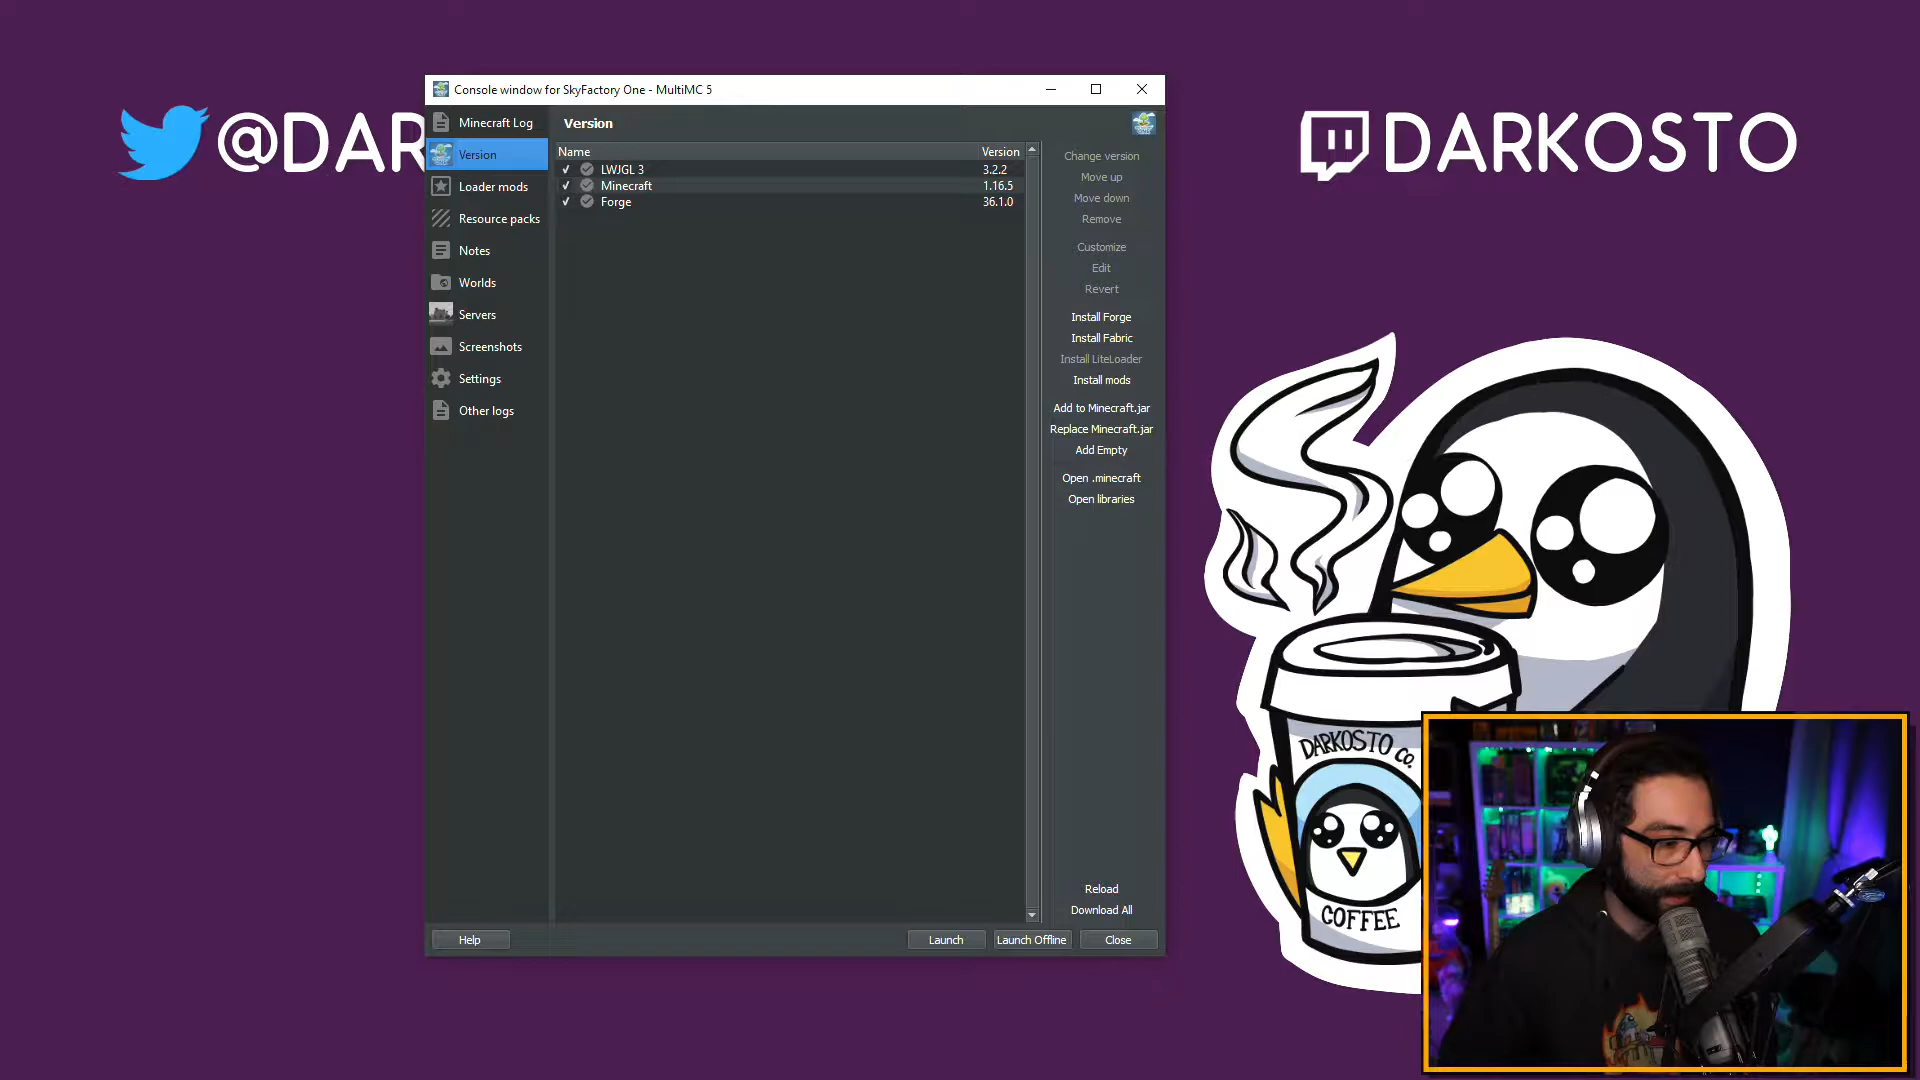 Console window for SkyFactory One - MultiMC 5
@DAR
DARKOSTO
Minecraft Log
Version
Loader mods
Resource packs
Notes
Worlds
Servers
Screenshots
Settings
Other logs
Version
Name Version
LWJGL 3 3.2.2
Minecraft 1.16.5
Forge 36.1.0
Change version
Move up
Move down
Remove
Customize
Edit
Revert
Install Forge
Install Fabric
Install LiteLoader
Install mods
Add to Minecraft.jar
Replace Minecraft.jar
Add Empty
Open .minecraft
Open libraries
Reload
Download All
Help Launch Launch Offline Close
DARKOSTO CO.
COFFEE